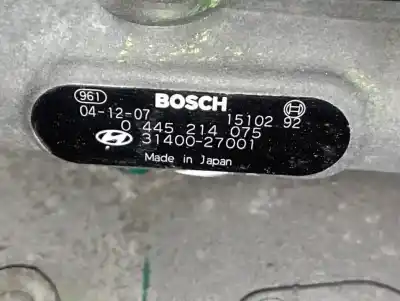 961 BOSCH
04-12-07 15102 92
0 445 214 075
31400-27001
Made in Japan